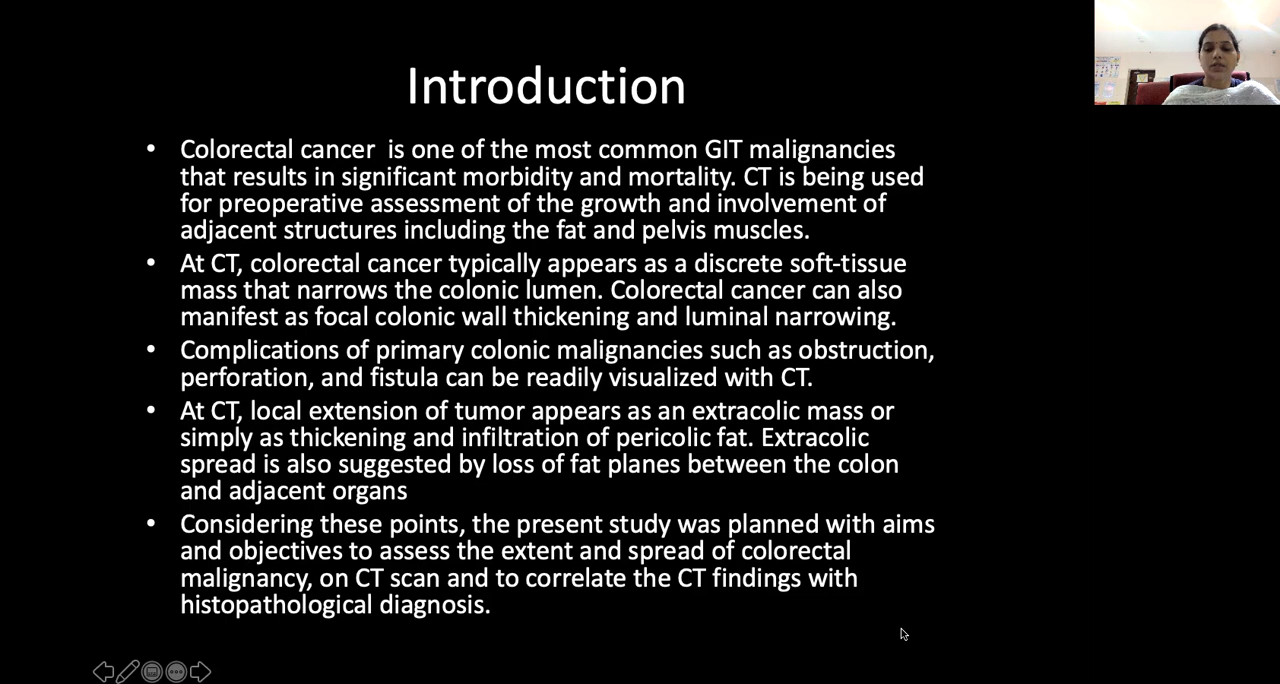 Introduction
• Colorectal cancer  is one of the most common GIT malignancies
that results in significant morbidity and mortality. CT is being used
for preoperative assessment of the growth and involvement of
adjacent structures including the fat and pelvis muscles.
• At CT, colorectal cancer typically appears as a discrete soft-tissue
mass that narrows the colonic lumen. Colorectal cancer can also
manifest as focal colonic wall thickening and luminal narrowing.
• Complications of primary colonic malignancies such as obstruction,
perforation, and fistula can be readily visualized with CT.
• At CT, local extension of tumor appears as an extracolic mass or
simply as thickening and infiltration of pericolic fat. Extracolic
spread is also suggested by loss of fat planes between the colon
and adjacent organs
• Considering these points, the present study was planned with aims
and objectives to assess the extent and spread of colorectal
malignancy, on CT scan and to correlate the CT findings with
histopathological diagnosis.